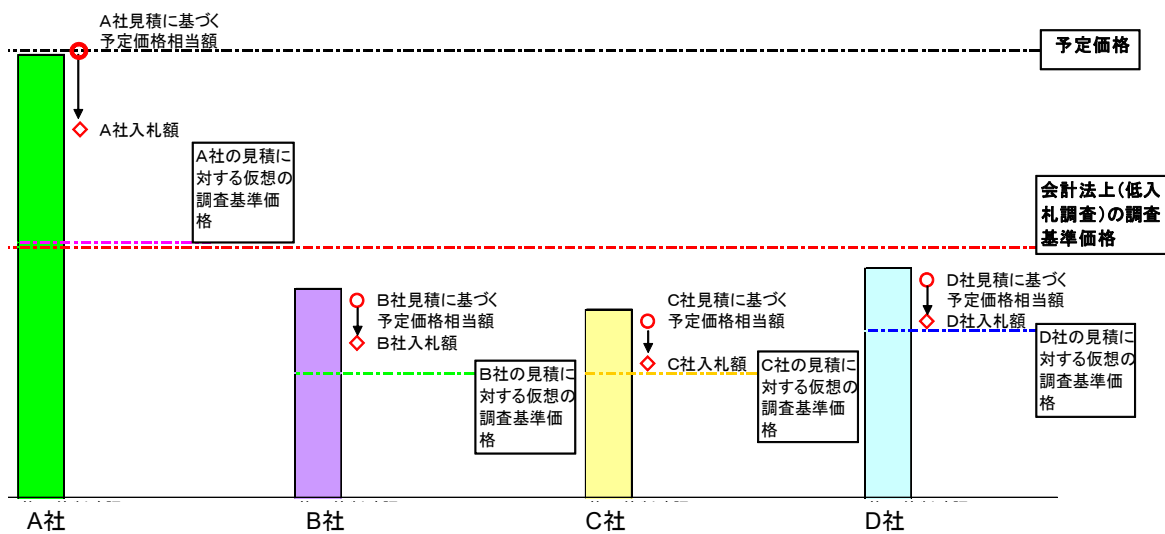 A社見積に基づく
予定価格相当額
予定価格
A社入札額
A社の見積に
対する仮想の
調査基準価
格
会計法上(低入
札調査)の調査
基準価格
B社見積に基づく
予定価格相当額
B社入札額
C社見積に基づく
予定価格相当額
C社入札額
D社見積に基づく
予定価格相当額
D社入札額
B社の見積に
対する仮想の
調査基準価
格
C社の見積に
対する仮想の
調査基準価
格
D社の見積に
対する仮想の
調査基準価
格
A社
B社
C社
D社